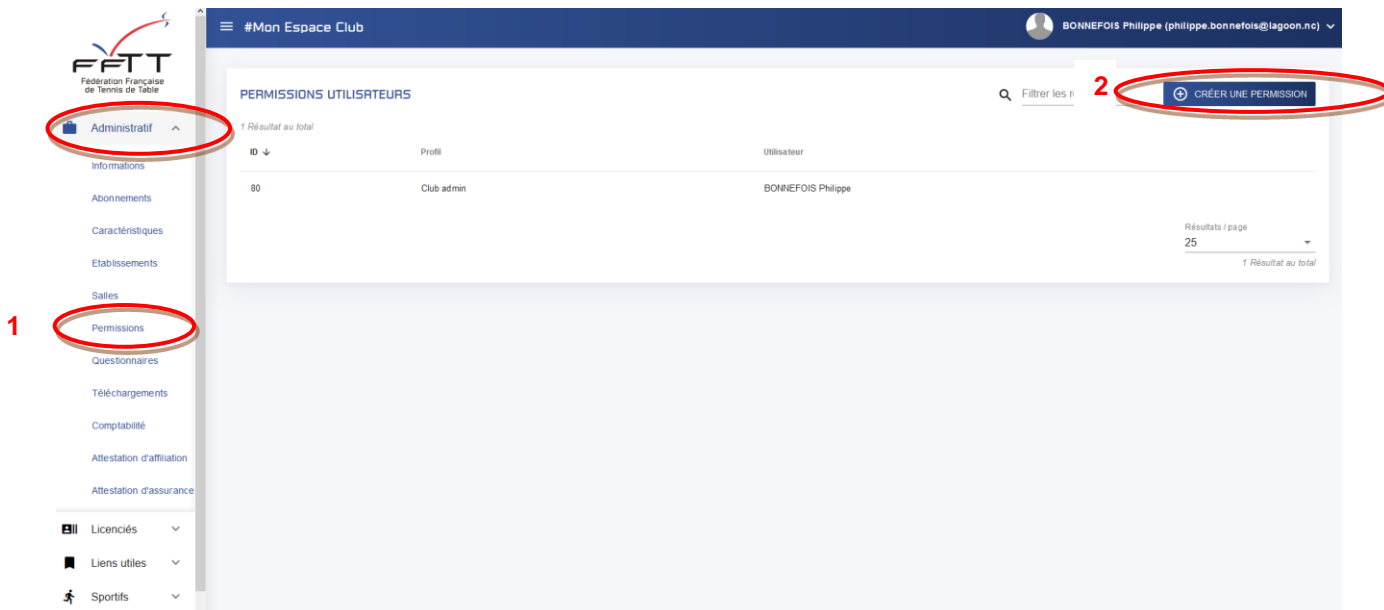 FFTT
Fédération Française
de Tennis de Table
#Mon Espace Club
BONNEFOIS Philippe (philippe.bonnefois@lagoon.nc)
PERMISSIONS UTILISATEURS
Filtrer les r
2
CRÉER UNE PERMISSION
1 Résultat au total
ID Profil Utilisateur
80 Club admin BONNEFOIS Philippe
Résultats / page
25
1 Résultat au total
Administratif
Informations
Abonnements
Caractéristiques
Etablissements
Salles
1
Permissions
Questionnaires
Téléchargements
Comptabilité
Attestation d'affiliation
Attestation d'assurance
Licenciés
Liens utiles
Sportifs